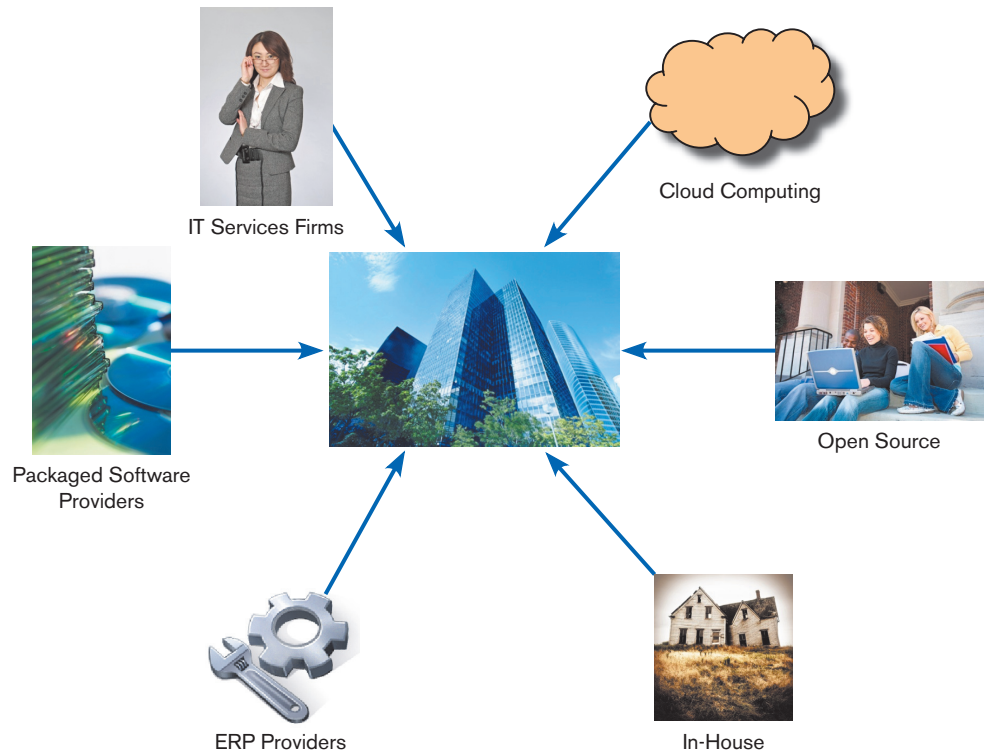 IT Services Firms
Cloud Computing
Packaged Software
Providers
Open Source
ERP Providers
In-House